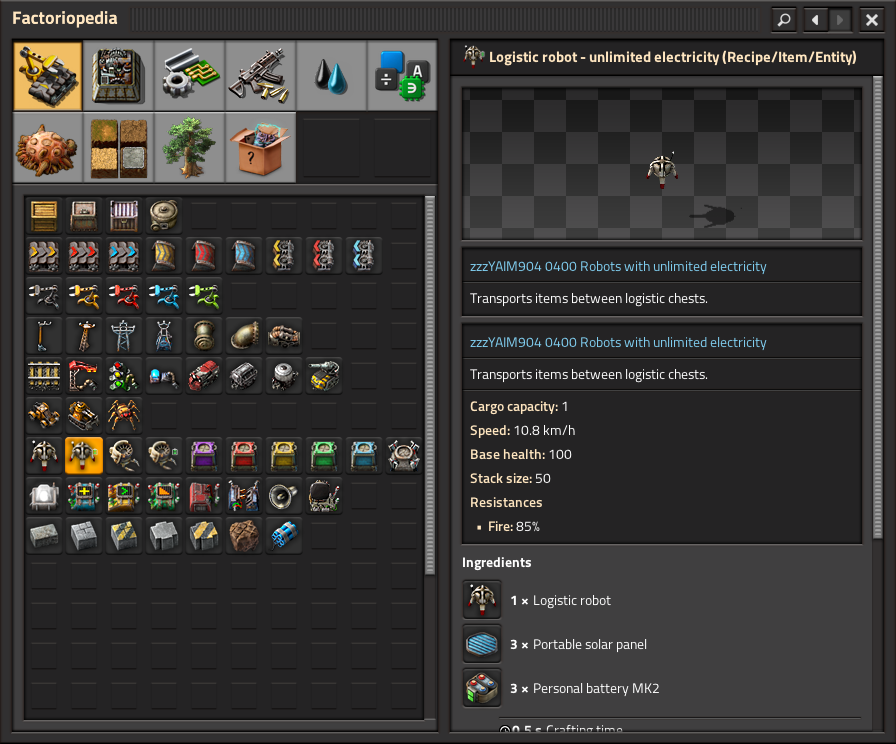 Factoriopedia
Logistic robot - unlimited electricity (Recipe/Item/Entity)
zzzYAIM904 0400 Robots with unlimited electricity
Transports items between logistic chests.
zzzYAIM904 0400 Robots with unlimited electricity
Transports items between logistic chests.
Cargo capacity: 1
Speed: 10.8 km/h
Base health: 100
Stack size: 50
Resistances
• Fire: 85%
Ingredients
1 × Logistic robot
3 × Portable solar panel
3 × Personal battery MK2
0.5 s Crafting time